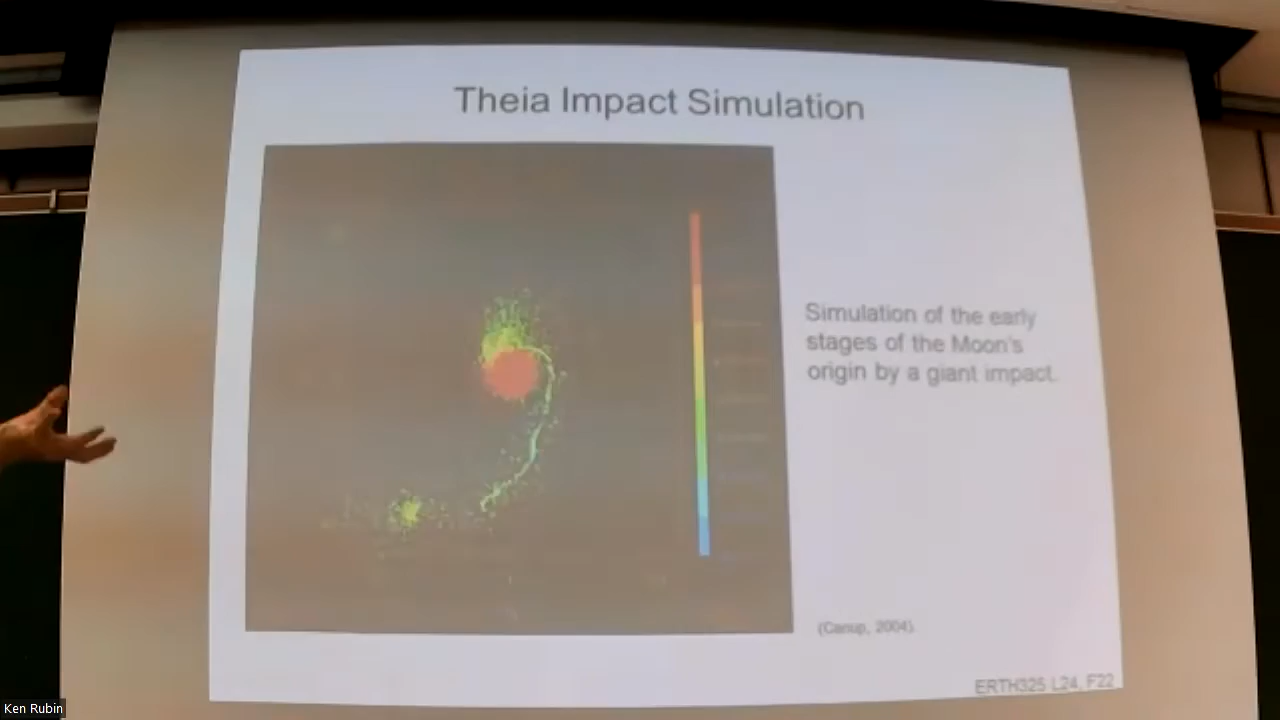 Theia Impact Simulation
Simulation of the early
stages of the Moon's
origin by a giant impact.
(Canup, 2004)
ERTH325 L24, F22
Ken Rubin